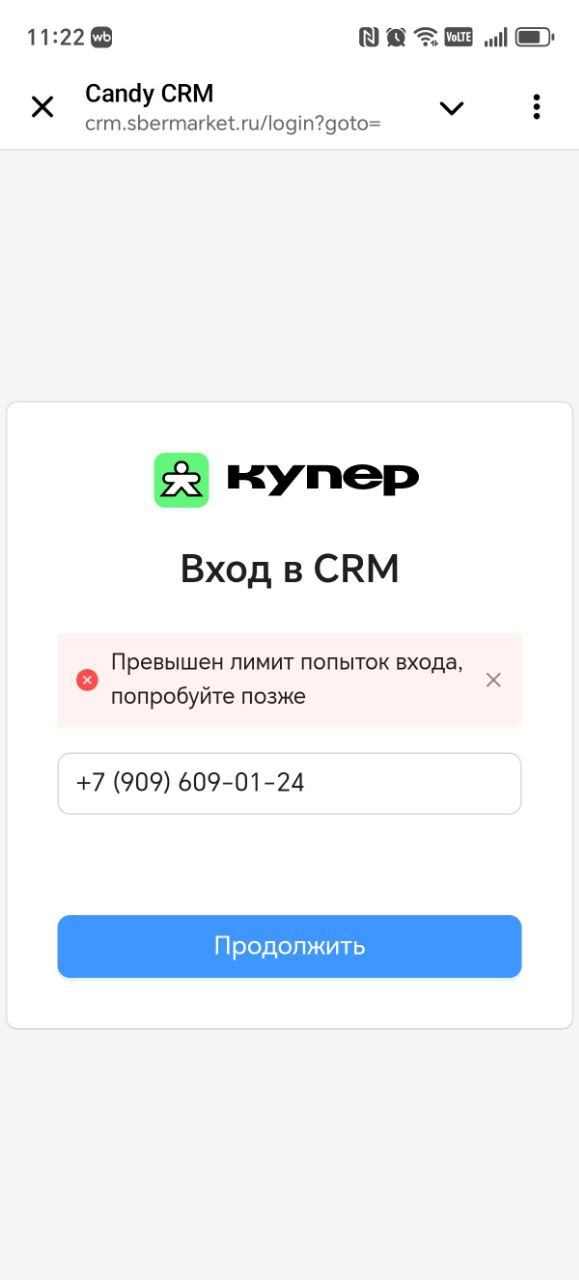 11:22 wb VoLTE
Candy CRM
crm.sbermarket.ru/login?goto=
купер
Вход в CRM
Превышен лимит попыток входа,
попробуйте позже
+7 (909) 609-01-24
Продолжить